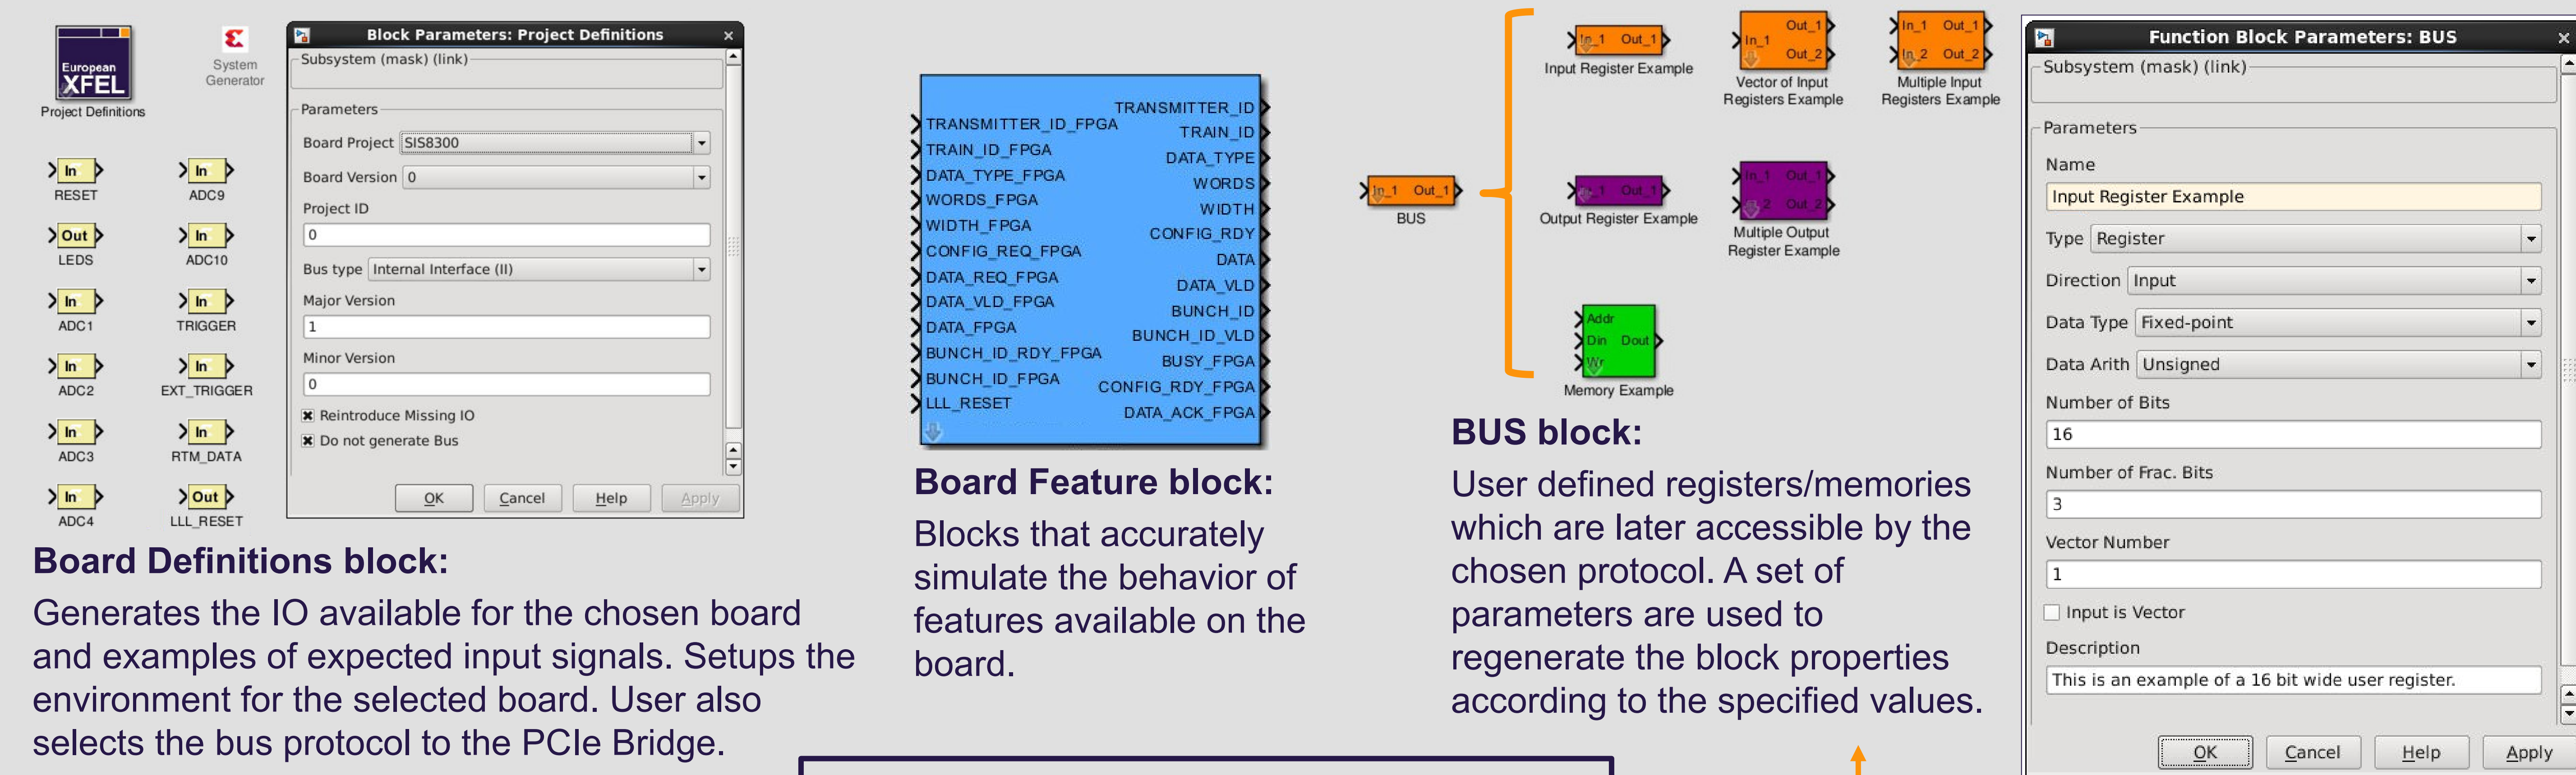 European
XFEL
Project Definitions
System
Generator
In
RESET
In
ADC9
Out
LEDS
In
ADC10
In
ADC1
In
TRIGGER
In
ADC2
In
EXT_TRIGGER
In
ADC3
In
RTM_DATA
In
ADC4
Out
LLL_RESET
Block Parameters: Project Definitions
Subsystem (mask) (link)
Parameters
Board Project SIS8300
Board Version 0
Project ID
0
Bus type Internal Interface (II)
Major Version
1
Minor Version
0
Reintroduce Missing IO
Do not generate Bus
OK Cancel Help Apply
Board Definitions block:
Generates the IO available for the chosen board
and examples of expected input signals. Setups the
environment for the selected board. User also
selects the bus protocol to the PCIe Bridge.
TRANSMITTER_ID_FPGA
TRAIN_ID_FPGA
DATA_TYPE_FPGA
WORDS_FPGA
WIDTH_FPGA
CONFIG_REQ_FPGA
DATA_REQ_FPGA
DATA_VLD_FPGA
DATA_FPGA
BUNCH_ID_RDY_FPGA
BUNCH_ID_FPGA
LLL_RESET
TRANSMITTER_ID
TRAIN_ID
DATA_TYPE
WORDS
WIDTH
CONFIG_RDY
DATA
DATA_VLD
BUNCH_ID
BUNCH_ID_VLD
BUSY_FPGA
CONFIG_RDY_FPGA
DATA_ACK_FPGA
Board Feature block:
Blocks that accurately
simulate the behavior of
features available on the
board.
In_1 Out_1
BUS
In_1 Out_1
Input Register Example
In_1 Out_1
Out_2
Vector of Input
Registers Example
In_1 Out_1
In_2 Out_2
Multiple Input
Registers Example
In_1 Out_1
Output Register Example
In_1 Out_1
In_2 Out_2
Multiple Output
Register Example
Addr
Din Dout
Wr
Memory Example
BUS block:
User defined registers/memories
which are later accessible by the
chosen protocol. A set of
parameters are used to
regenerate the block properties
according to the specified values.
Function Block Parameters: BUS
Subsystem (mask) (link)
Parameters
Name
Input Register Example
Type Register
Direction Input
Data Type Fixed-point
Data Arith Unsigned
Number of Bits
16
Number of Frac. Bits
3
Vector Number
1
Input is Vector
Description
This is an example of a 16 bit wide user register.
OK Cancel Help Apply